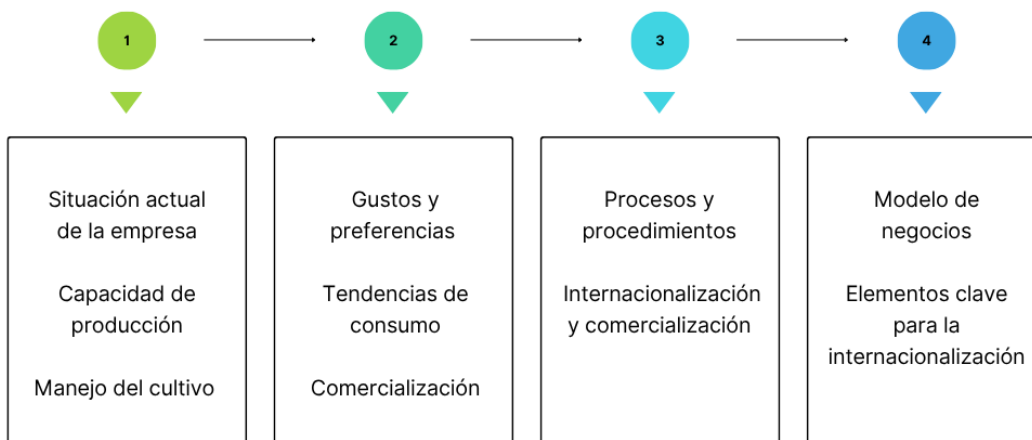 1
2
3
4
Situación actual
de la empresa
Capacidad de
producción
Manejo del cultivo
Gustos y
preferencias
Tendencias de
consumo
Comercialización
Procesos y
procedimientos
Internacionalización
y comercialización
Modelo de
negocios
Elementos clave
para la
internacionalización